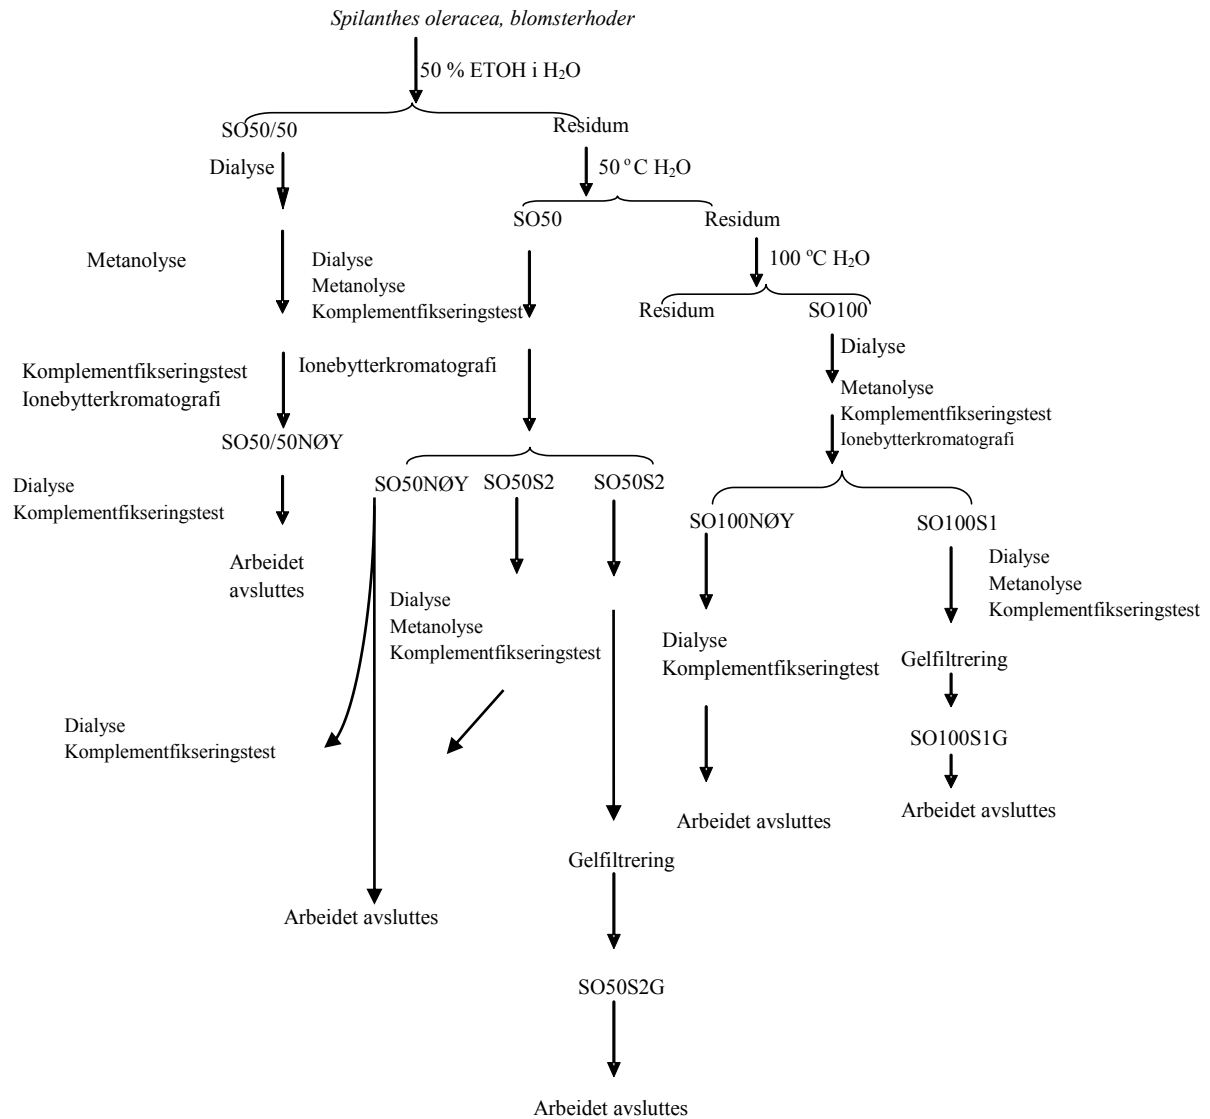 Spilanthes oleracea, blomsterhoder
50 % ETOH i H₂O
SO50/50
Residum
Dialyse
50 °C H₂O
SO50
Residum
Metanolyse
Dialyse
Metanolyse
Komplementfikseringstest
100 °C H₂O
Residum
SO100
Dialyse
Komplementfikseringstest
Ionebytterkromatografi
Ionebytterkromatografi
Metanolyse
Komplementfikseringstest
Ionebytterkromatografi
SO50/50NØY
SO50NØY
SO50S2
SO50S2
Dialyse
Komplementfikseringstest
SO100NØY
SO100S1
Arbeidet
avsluttes
Dialyse
Metanolyse
Komplementfikseringstest
Dialyse
Metanolyse
Komplementfikseringstest
Dialyse
Komplementfikseringtest
Gelfiltrering
Dialyse
Komplementfikseringstest
SO100S1G
Arbeidet avsluttes
Arbeidet avsluttes
Gelfiltrering
Arbeidet avsluttes
SO50S2G
Arbeidet avsluttes